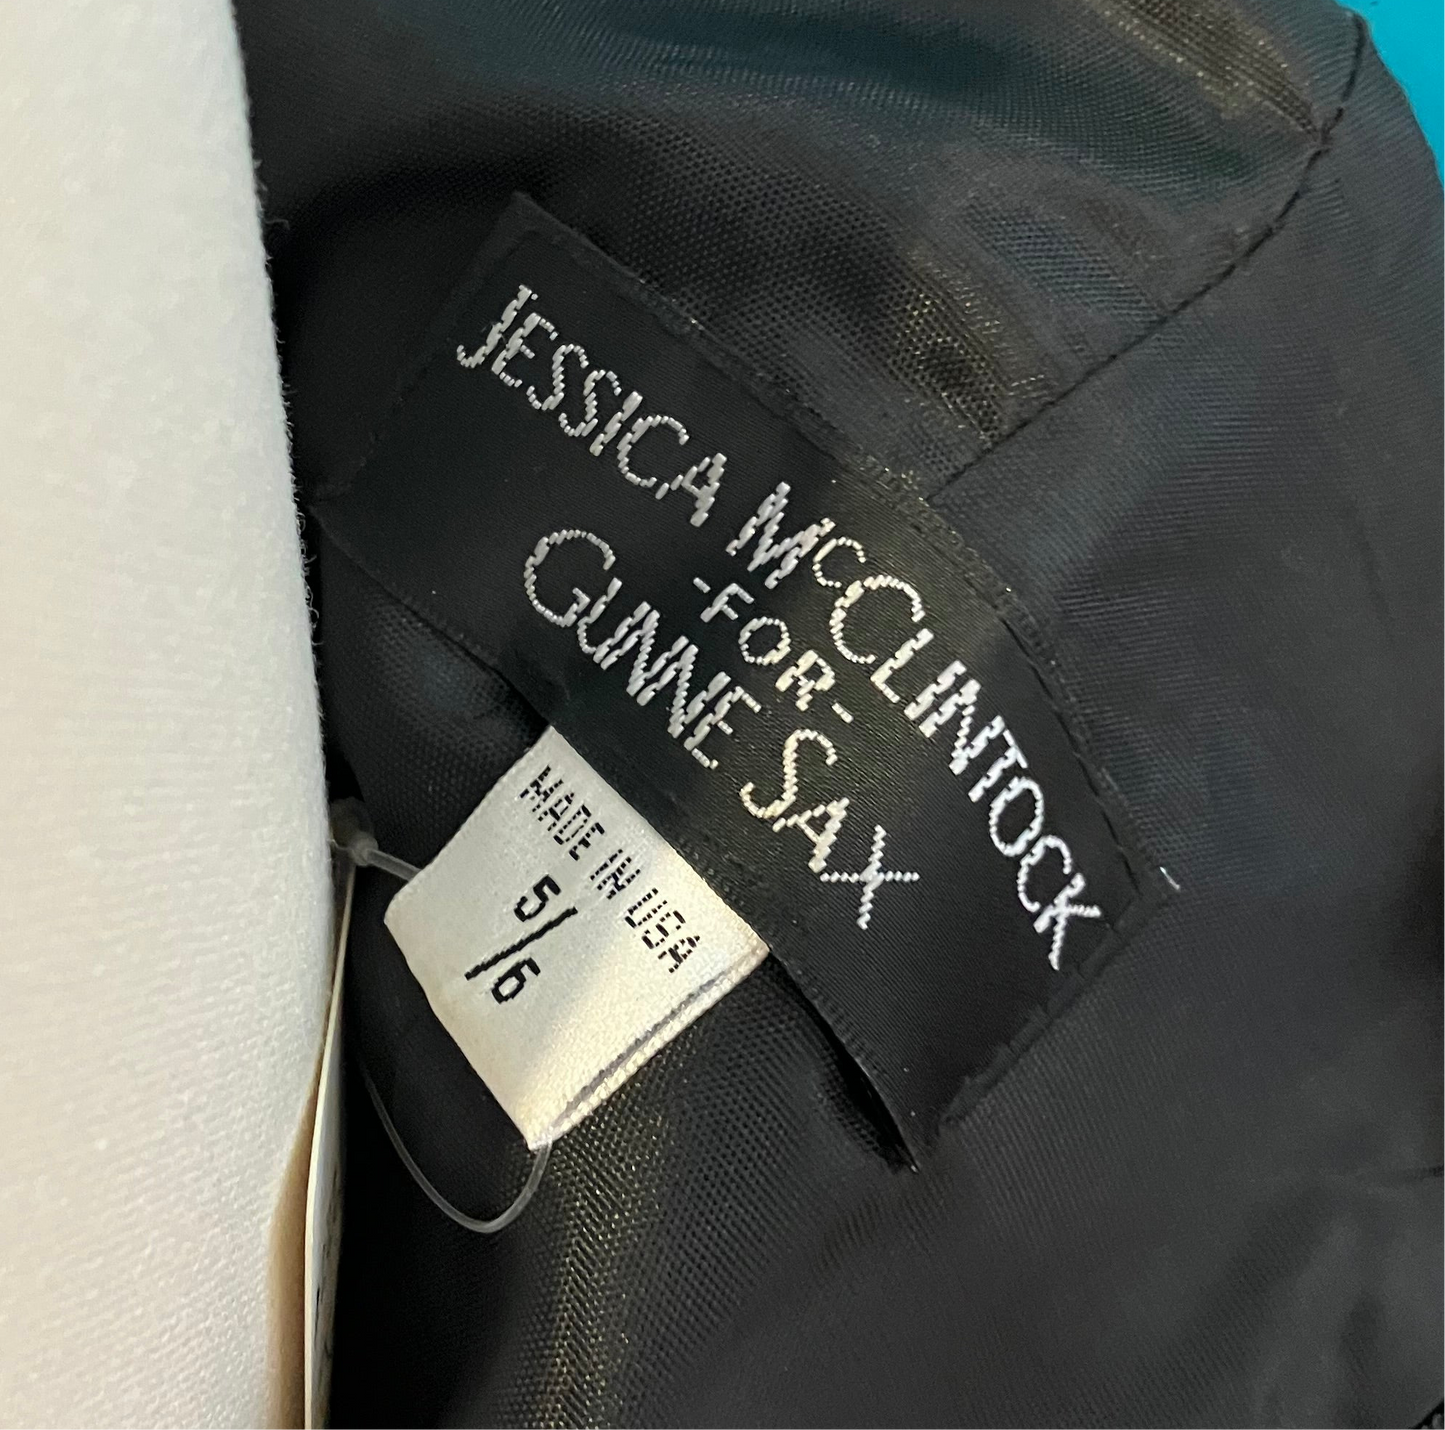 JESSICA McCLINTOCK
-FOR-
GUNNE SAX
MADE IN USA
5/6